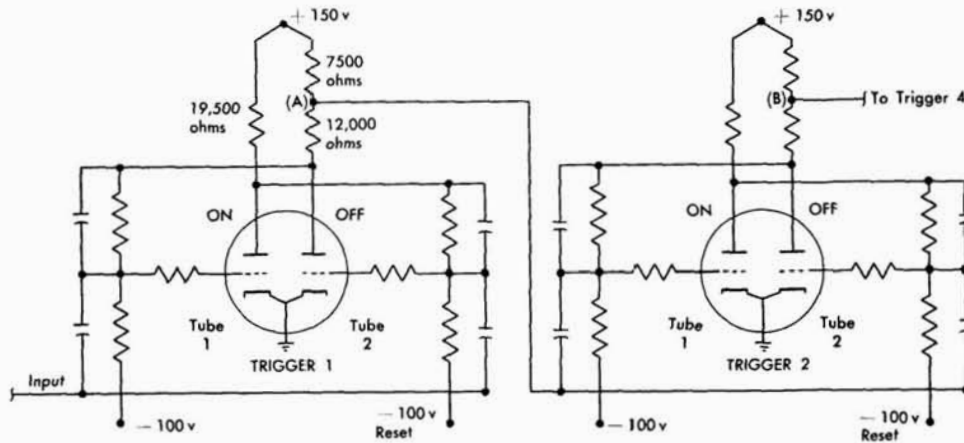 + 150 v
7500
ohms
(A)
19,500
ohms
12,000
ohms
ON
OFF
Tube
1
Tube
2
TRIGGER 1
Input
— 100 v
— 100 v
Reset
+ 150 v
(B)
To Trigger 4
ON
OFF
Tube
1
Tube
2
TRIGGER 2
— 100 v
— 100 v
Reset